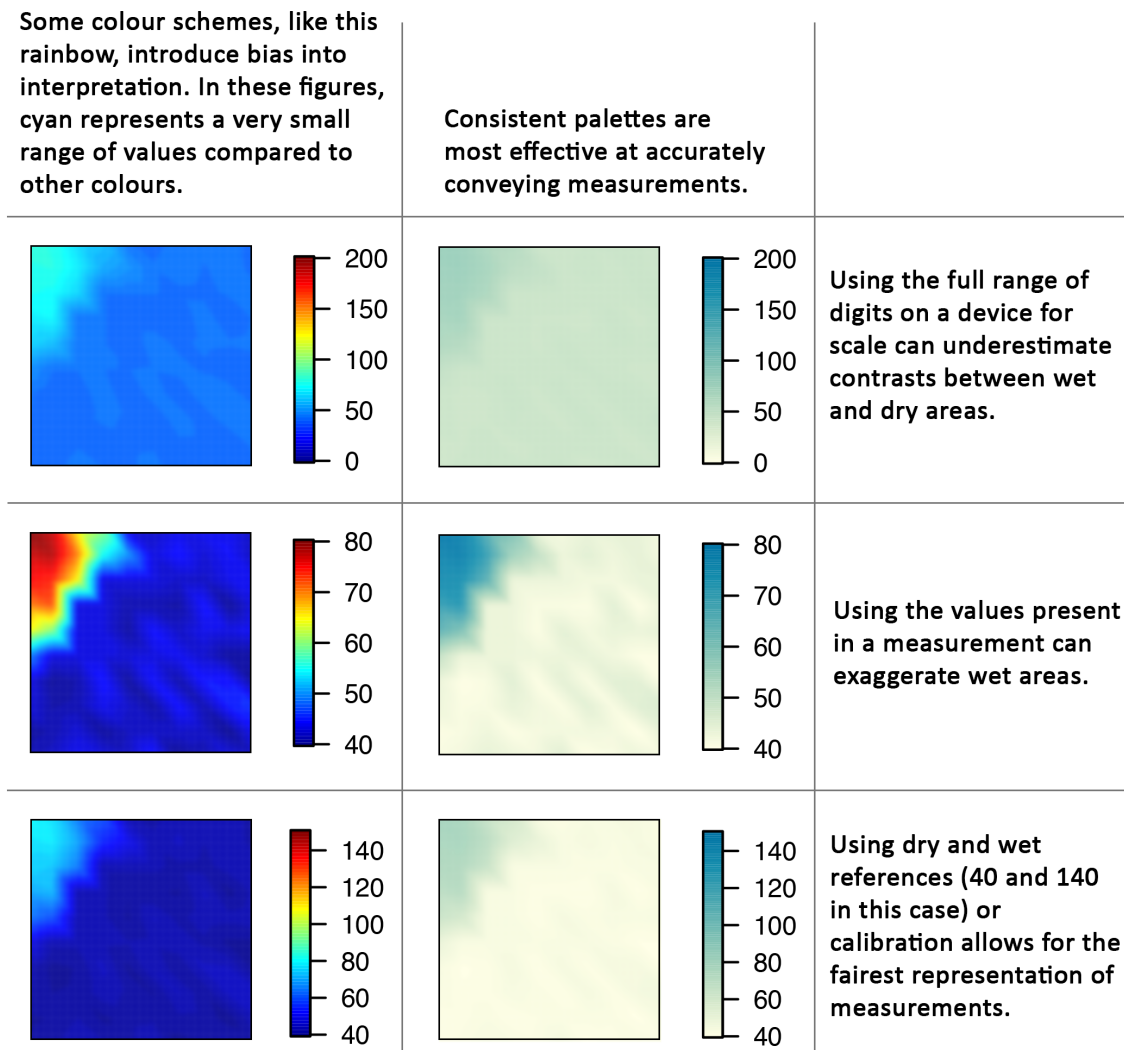 Some colour schemes, like this
rainbow, introduce bias into
interpretation. In these figures,
cyan represents a very small
range of values compared to
other colours.
Consistent palettes are
most effective at accurately
conveying measurements.
200
150
100
50
0
200
150
100
50
0
Using the full range of
digits on a device for
scale can underestimate
contrasts between wet
and dry areas.
80
70
60
50
40
80
70
60
50
40
Using the values present
in a measurement can
exaggerate wet areas.
140
120
100
80
60
40
140
120
100
80
60
40
Using dry and wet
references (40 and 140
in this case) or
calibration allows for the
fairest representation of
measurements.